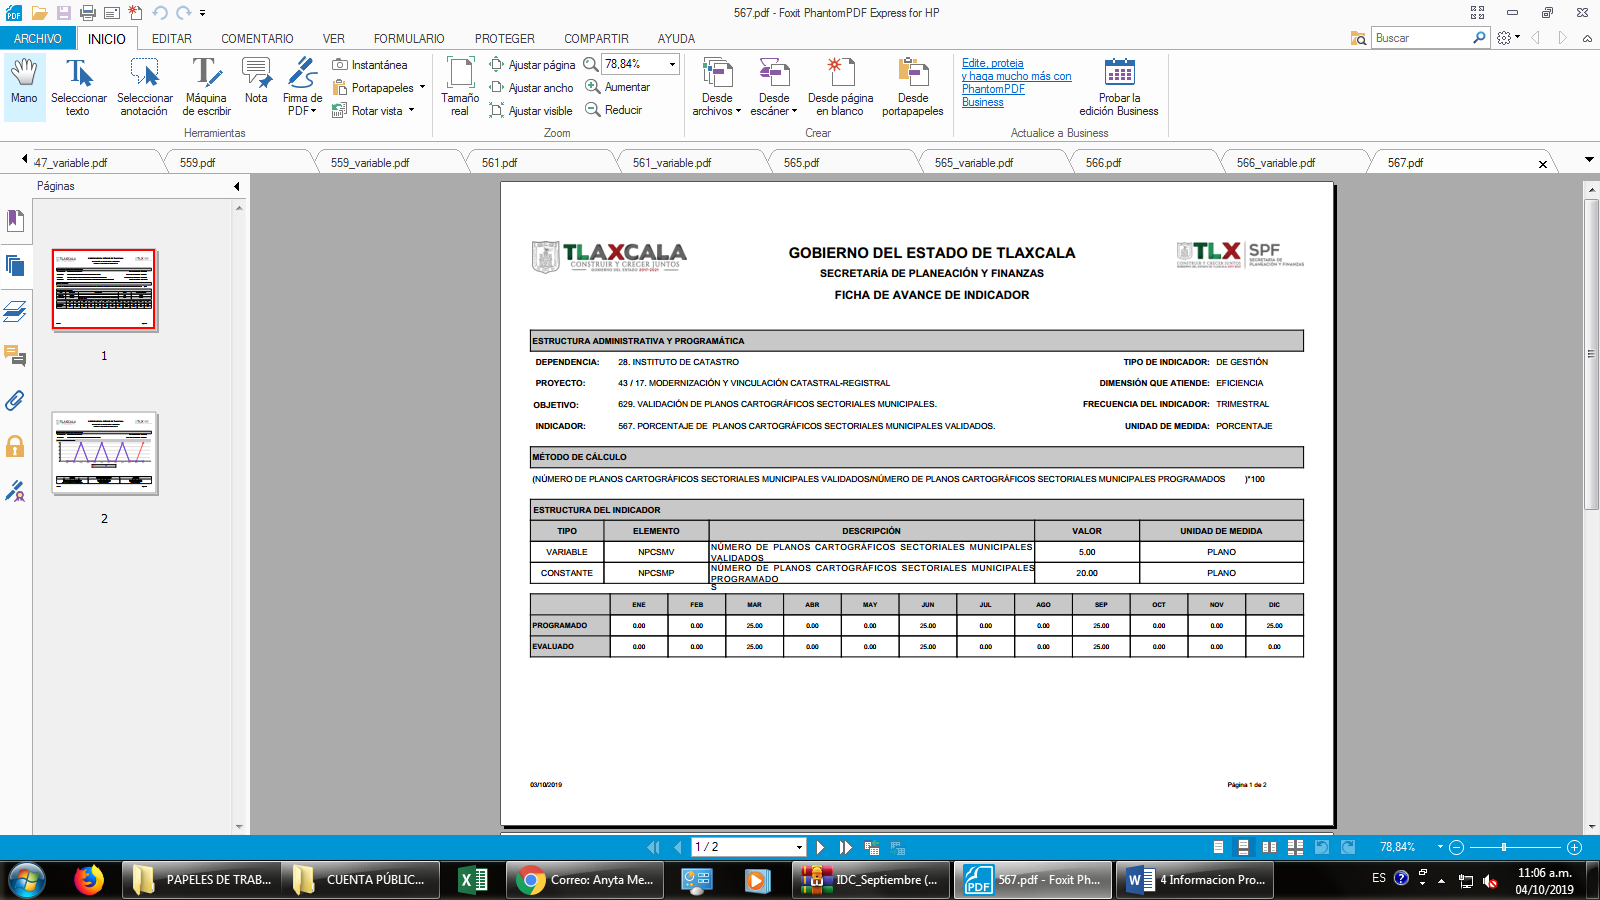 567.pdf - Foxit PhantomPDF Express for HP
ARCHIVO INICIO EDITAR COMENTARIO VER FORMULARIO PROTEGER COMPARTIR AYUDA Buscar
Mano
Seleccionar texto
Seleccionar anotación
Máquina de escribir
Nota
Firma de PDF
Instantánea
Portapapeles
Rotar vista
Herramientas
Tamaño real
Ajustar página
Ajustar ancho
Ajustar visible
78,84%
Aumentar
Reducir
Zoom
Desde archivos
Desde escáner
Desde página en blanco
Desde portapapeles
Crear
Edite, proteja
y haga mucho más con
PhantomPDF
Business
Probar la edición Business
Actualice a Business
47_variable.pdf 559.pdf 559_variable.pdf 561.pdf 561_variable.pdf 565.pdf 565_variable.pdf 566.pdf 566_variable.pdf 567.pdf
Páginas
1
2
TLAXCALA
CONSTRUIR Y CRECER JUNTOS
GOBIERNO DEL ESTADO 2017-2021
GOBIERNO DEL ESTADO DE TLAXCALA
SECRETARÍA DE PLANEACIÓN Y FINANZAS
FICHA DE AVANCE DE INDICADOR
TLX SPF
ESTRUCTURA ADMINISTRATIVA Y PROGRAMÁTICA
DEPENDENCIA: 28. INSTITUTO DE CATASTRO TIPO DE INDICADOR: DE GESTIÓN
PROYECTO: 43 / 17. MODERNIZACIÓN Y VINCULACIÓN CATASTRAL-REGISTRAL DIMENSIÓN QUE ATIENDE: EFICIENCIA
OBJETIVO: 629. VALIDACIÓN DE PLANOS CARTOGRÁFICOS SECTORIALES MUNICIPALES. FRECUENCIA DEL INDICADOR: TRIMESTRAL
INDICADOR: 567. PORCENTAJE DE PLANOS CARTOGRÁFICOS SECTORIALES MUNICIPALES VALIDADOS. UNIDAD DE MEDIDA: PORCENTAJE
MÉTODO DE CÁLCULO
(NÚMERO DE PLANOS CARTOGRÁFICOS SECTORIALES MUNICIPALES VALIDADOS/NÚMERO DE PLANOS CARTOGRÁFICOS SECTORIALES MUNICIPALES PROGRAMADOS )*100
ESTRUCTURA DEL INDICADOR
TIPO ELEMENTO DESCRIPCIÓN VALOR UNIDAD DE MEDIDA
VARIABLE NPCSMV NÚMERO DE PLANOS CARTOGRÁFICOS SECTORIALES MUNICIPALES VALIDADOS 5.00 PLANO
CONSTANTE NPCSMP NÚMERO DE PLANOS CARTOGRÁFICOS SECTORIALES MUNICIPALES PROGRAMADO
S 20.00 PLANO
ENE FEB MAR ABR MAY JUN JUL AGO SEP OCT NOV DIC
PROGRAMADO 0.00 0.00 25.00 0.00 0.00 25.00 0.00 0.00 25.00 0.00 0.00 25.00
EVALUADO 0.00 0.00 25.00 0.00 0.00 25.00 0.00 0.00 25.00 0.00 0.00 0.00
03/10/2019 Página 1 de 2
1 / 2 78,84%
PAPELES DE TRAB... CUENTA PÚBLIC... Correo: Anyta Me... IDC_Septiembre (... 567.pdf - Foxit Ph... 4 Informacion Pro... ES 11:06 a.m.
04/10/2019